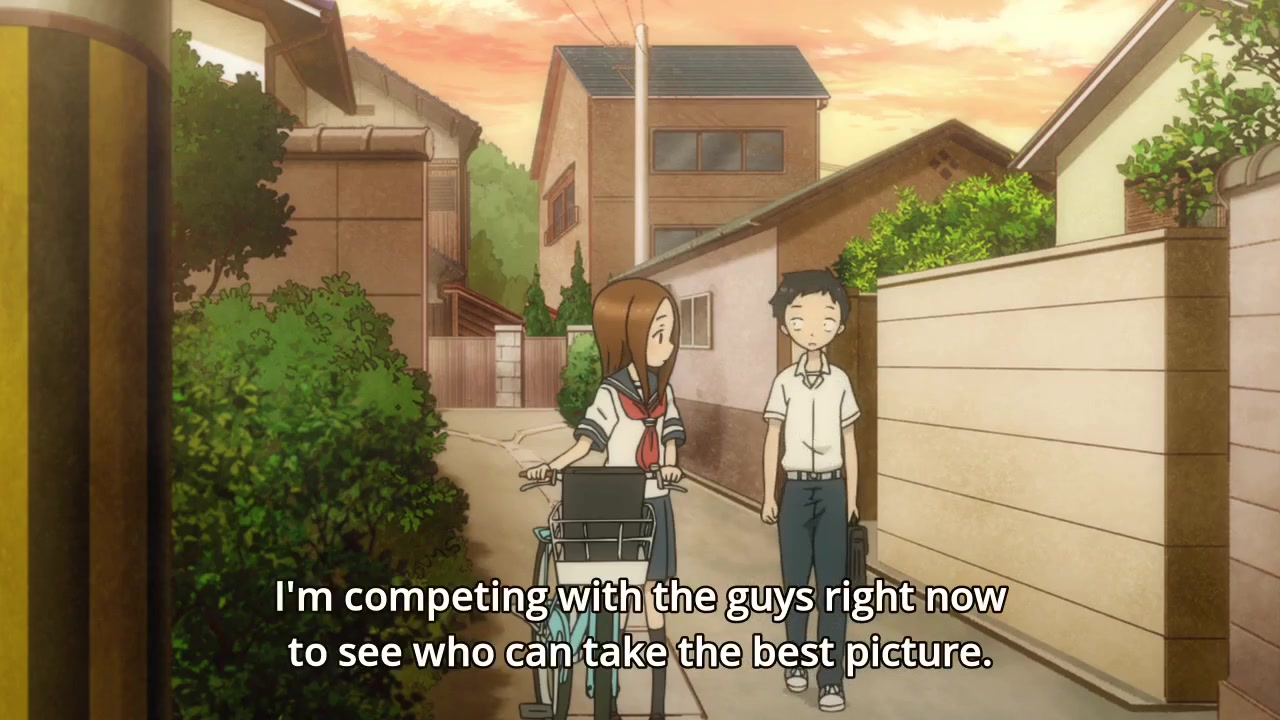 I'm competing with the guys right now
to see who can take the best picture.